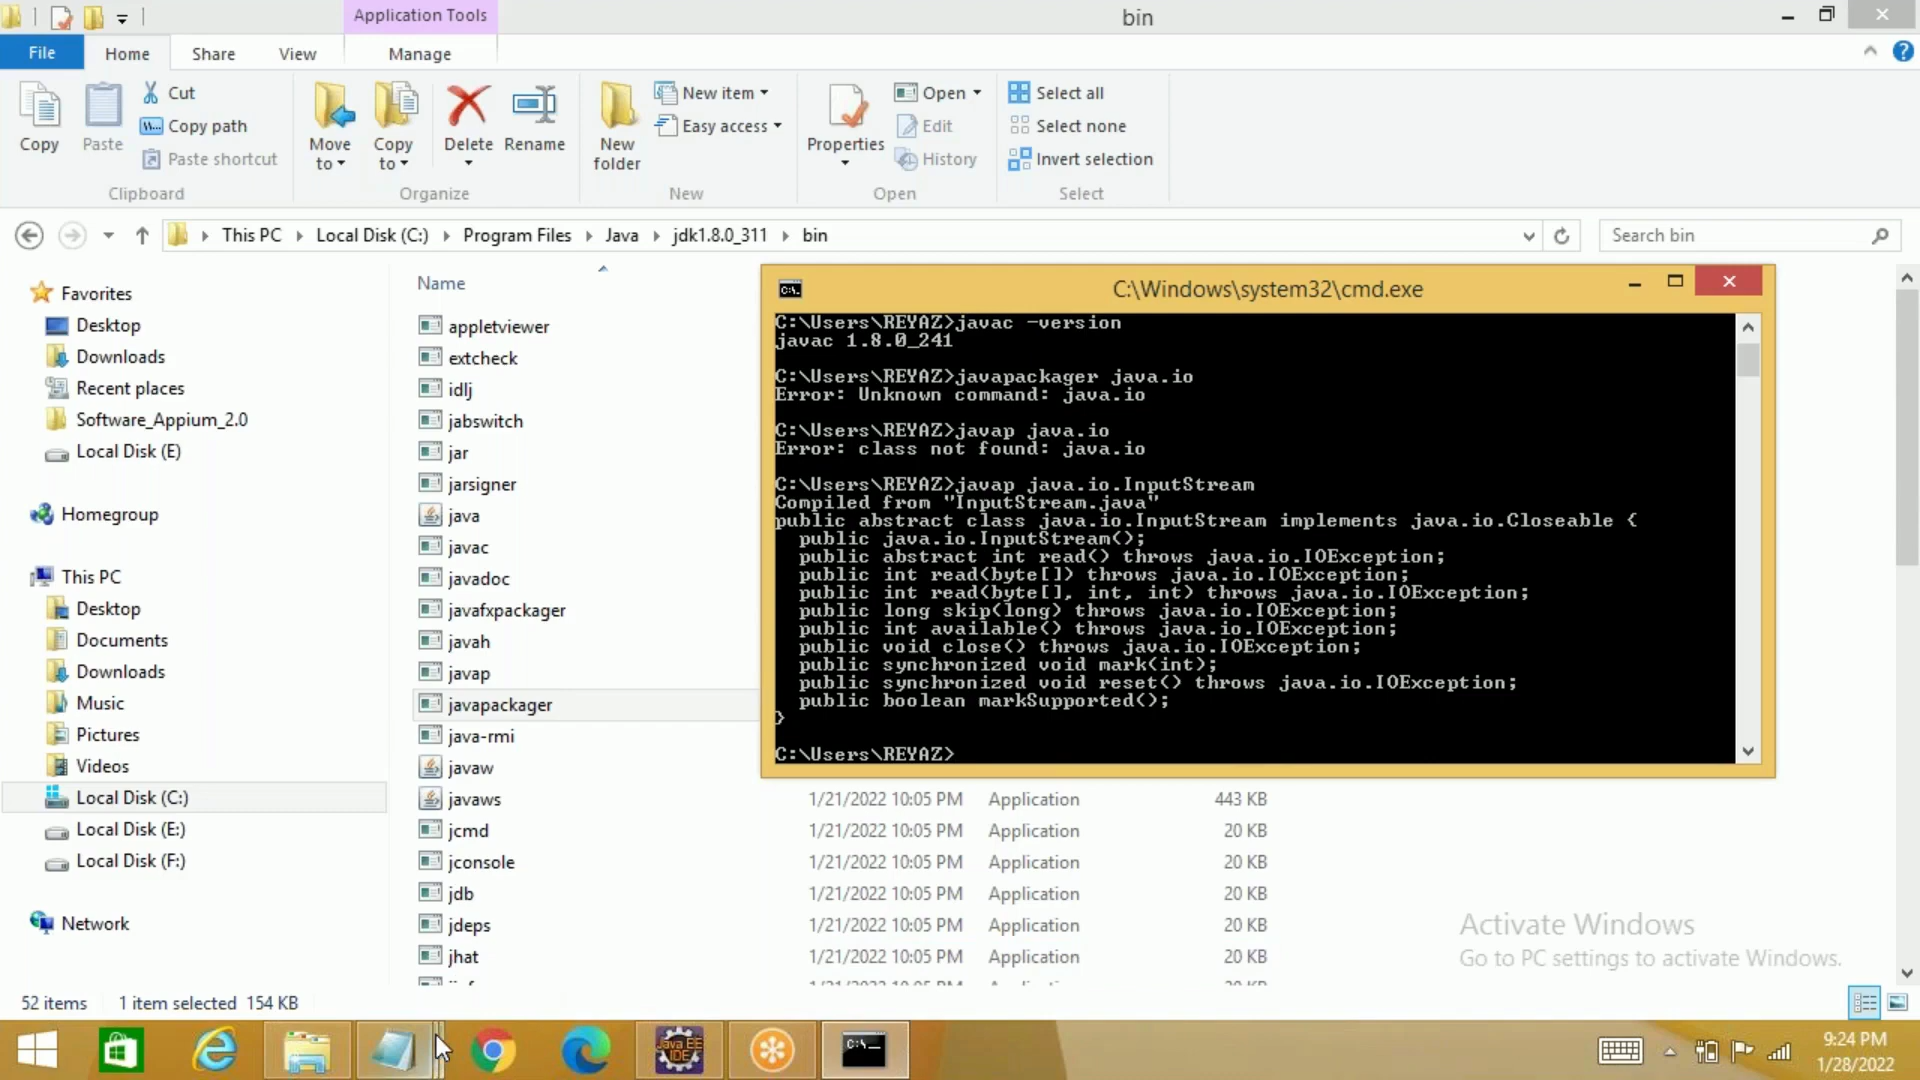 Application Tools
bin
File
Home
Share
View
Manage
Copy
Paste
Cut
Copy path
Paste shortcut
Clipboard
Move to
Copy to
Delete
Rename
Organize
New folder
New item
Easy access
New
Properties
Open
Edit
History
Open
Select all
Select none
Invert selection
Select
This PC
Local Disk (C:)
Program Files
Java
jdk1.8.0_311
bin
Search bin
Favorites
Desktop
Downloads
Recent places
Software_Appium_2.0
Local Disk (E)
Homegroup
This PC
Desktop
Documents
Downloads
Music
Pictures
Videos
Local Disk (C:)
Local Disk (E:)
Local Disk (F:)
Network
Name
appletviewer
extcheck
idlj
jabswitch
jar
jarsigner
java
javac
javadoc
javafxpackager
javah
javap
javapackager
java-rmi
javaw
javaws 1/21/2022 10:05 PM Application 443 KB
jcmd 1/21/2022 10:05 PM Application 20 KB
jconsole 1/21/2022 10:05 PM Application 20 KB
jdb 1/21/2022 10:05 PM Application 20 KB
jdeps 1/21/2022 10:05 PM Application 20 KB
jhat 1/21/2022 10:05 PM Application 20 KB
C:\Windows\system32\cmd.exe
C:\Users\REYAZ>javac -version
javac 1.8.0_241
C:\Users\REYAZ>javapackager java.io
Error: Unknown command: java.io
C:\Users\REYAZ>javap java.io
Error: class not found: java.io
C:\Users\REYAZ>javap java.io.InputStream
Compiled from "InputStream.java"
public abstract class java.io.InputStream implements java.io.Closeable {
public java.io.InputStream();
public abstract int read() throws java.io.IOException;
public int read(byte[]) throws java.io.IOException;
public int read(byte[], int, int) throws java.io.IOException;
public long skip(long) throws java.io.IOException;
public int available() throws java.io.IOException;
public void close() throws java.io.IOException;
public synchronized void mark(int);
public synchronized void reset() throws java.io.IOException;
public boolean markSupported();
}
C:\Users\REYAZ>
Activate Windows
Go to PC settings to activate Windows.
52 items 1 item selected 154 KB
Java EE
IDE
9:24 PM
1/28/2022